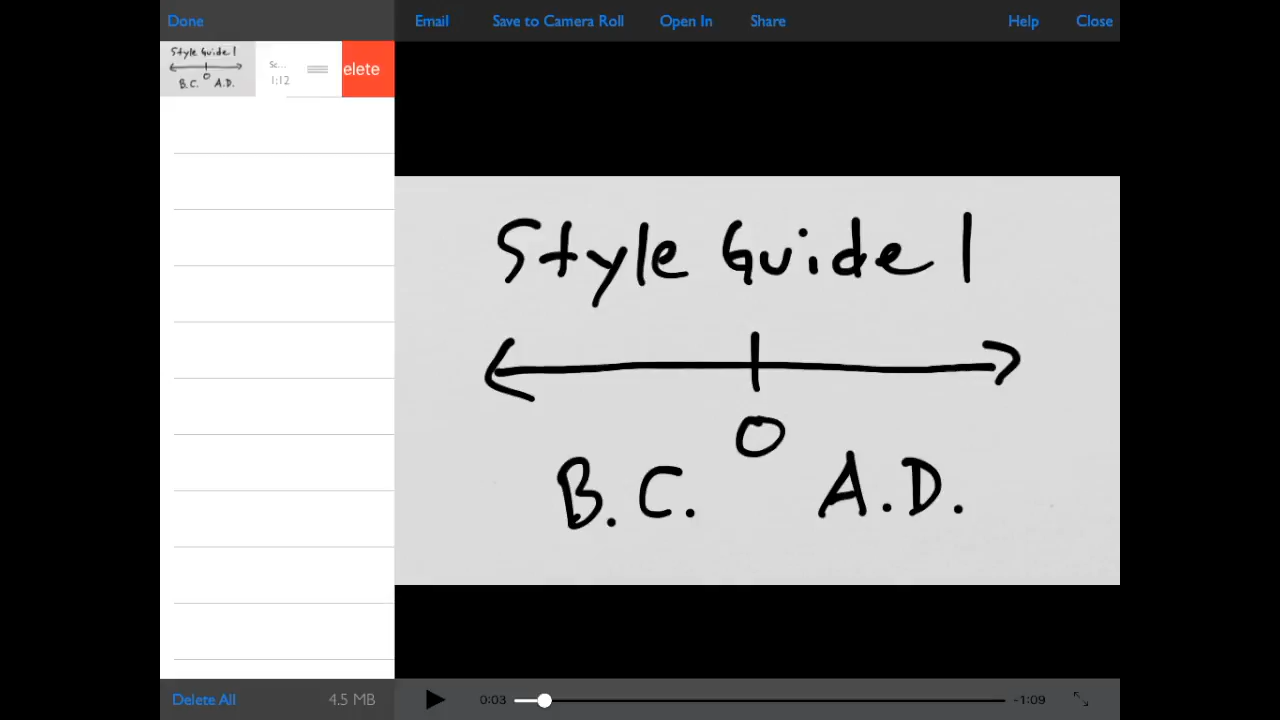 Done Email Save to Camera Roll Open In Share Help Close
Style Guide 1
0
B.C. A.D.
Sc...
1:12
elete
Style Guide 1
0
B.C. A.D.
Delete All 4.5 MB 0:03 -1:09